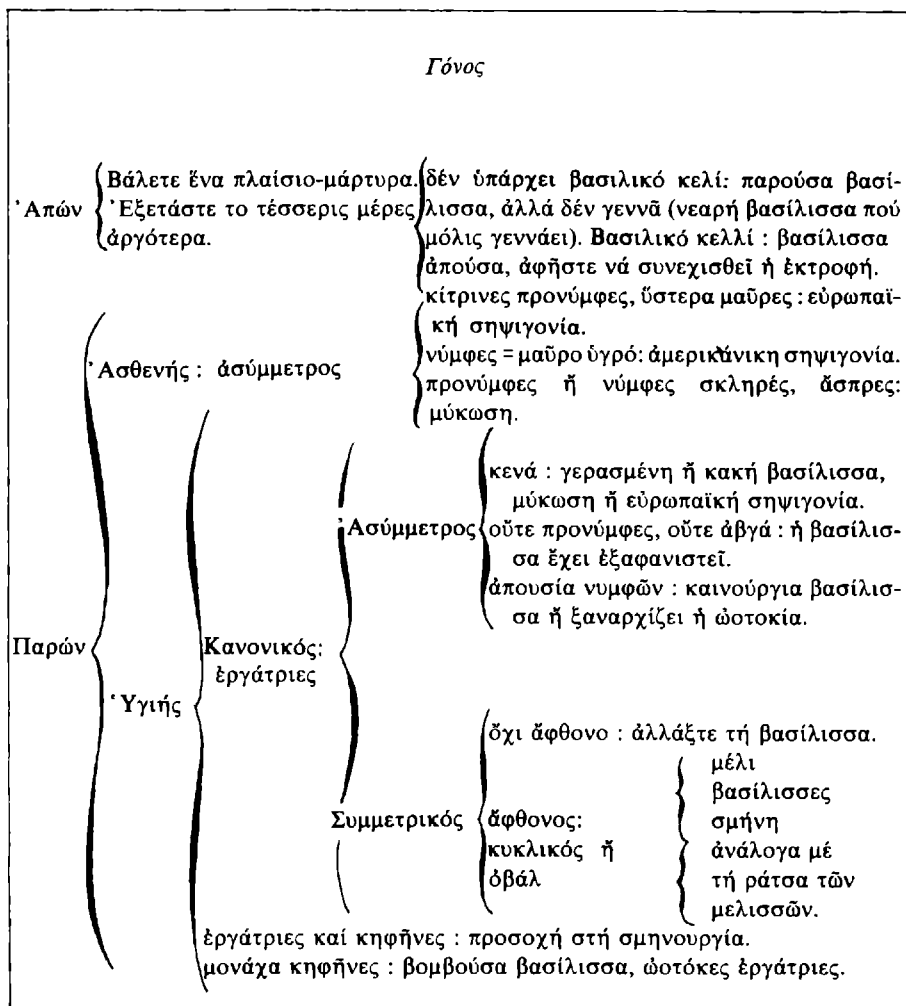 Γόνος
Ἀπών
Βάλετε ἕνα πλαίσιο-μάρτυρα.
Ἐξετάστε το τέσσερις μέρες
ἀργότερα.
δέν ὑπάρχει βασιλικό κελί: παρούσα βασί-
λισσα, ἀλλά δέν γεννᾶ (νεαρή βασίλισσα πού
μόλις γεννάει). Βασιλικό κελλί : βασίλισσα
ἀπούσα, ἀφῆστε νά συνεχισθεῖ ἡ ἐκτροφή.
Παρών
Ἀσθενής : ἀσύμμετρος
κίτρινες προνύμφες, ὕστερα μαῦρες : εὐρωπαϊ-
κή σηψιγονία.
νύμφες = μαῦρο ὑγρό: ἀμερικάνικη σηψιγονία.
προνύμφες ἤ νύμφες σκληρές, ἄσπρες:
μύκωση.
Ὑγιής
Κανονικός:
ἐργάτριες
Ἀσύμμετρος
κενά : γερασμένη ἤ κακή βασίλισσα,
μύκωση ἤ εὐρωπαϊκή σηψιγονία.
οὔτε προνύμφες, οὔτε ἀβγά : ἡ βασίλισ-
σα ἔχει ἐξαφανιστεῖ.
ἀπουσία νυμφῶν : καινούργια βασίλισ-
σα ἤ ξαναρχίζει ἡ ὠοτοκία.
Συμμετρικός
ὄχι ἄφθονο : ἀλλάξτε τή βασίλισσα.
ἄφθονος:
κυκλικός ἤ
ὀβάλ
μέλι
βασίλισσες
σμήνη
ἀνάλογα μέ
τή ράτσα τῶν
μελισσῶν.
ἐργάτριες καί κηφῆνες : προσοχή στή σμηνουργία.
μονάχα κηφῆνες : βομβούσα βασίλισσα, ὠοτόκες ἐργάτριες.